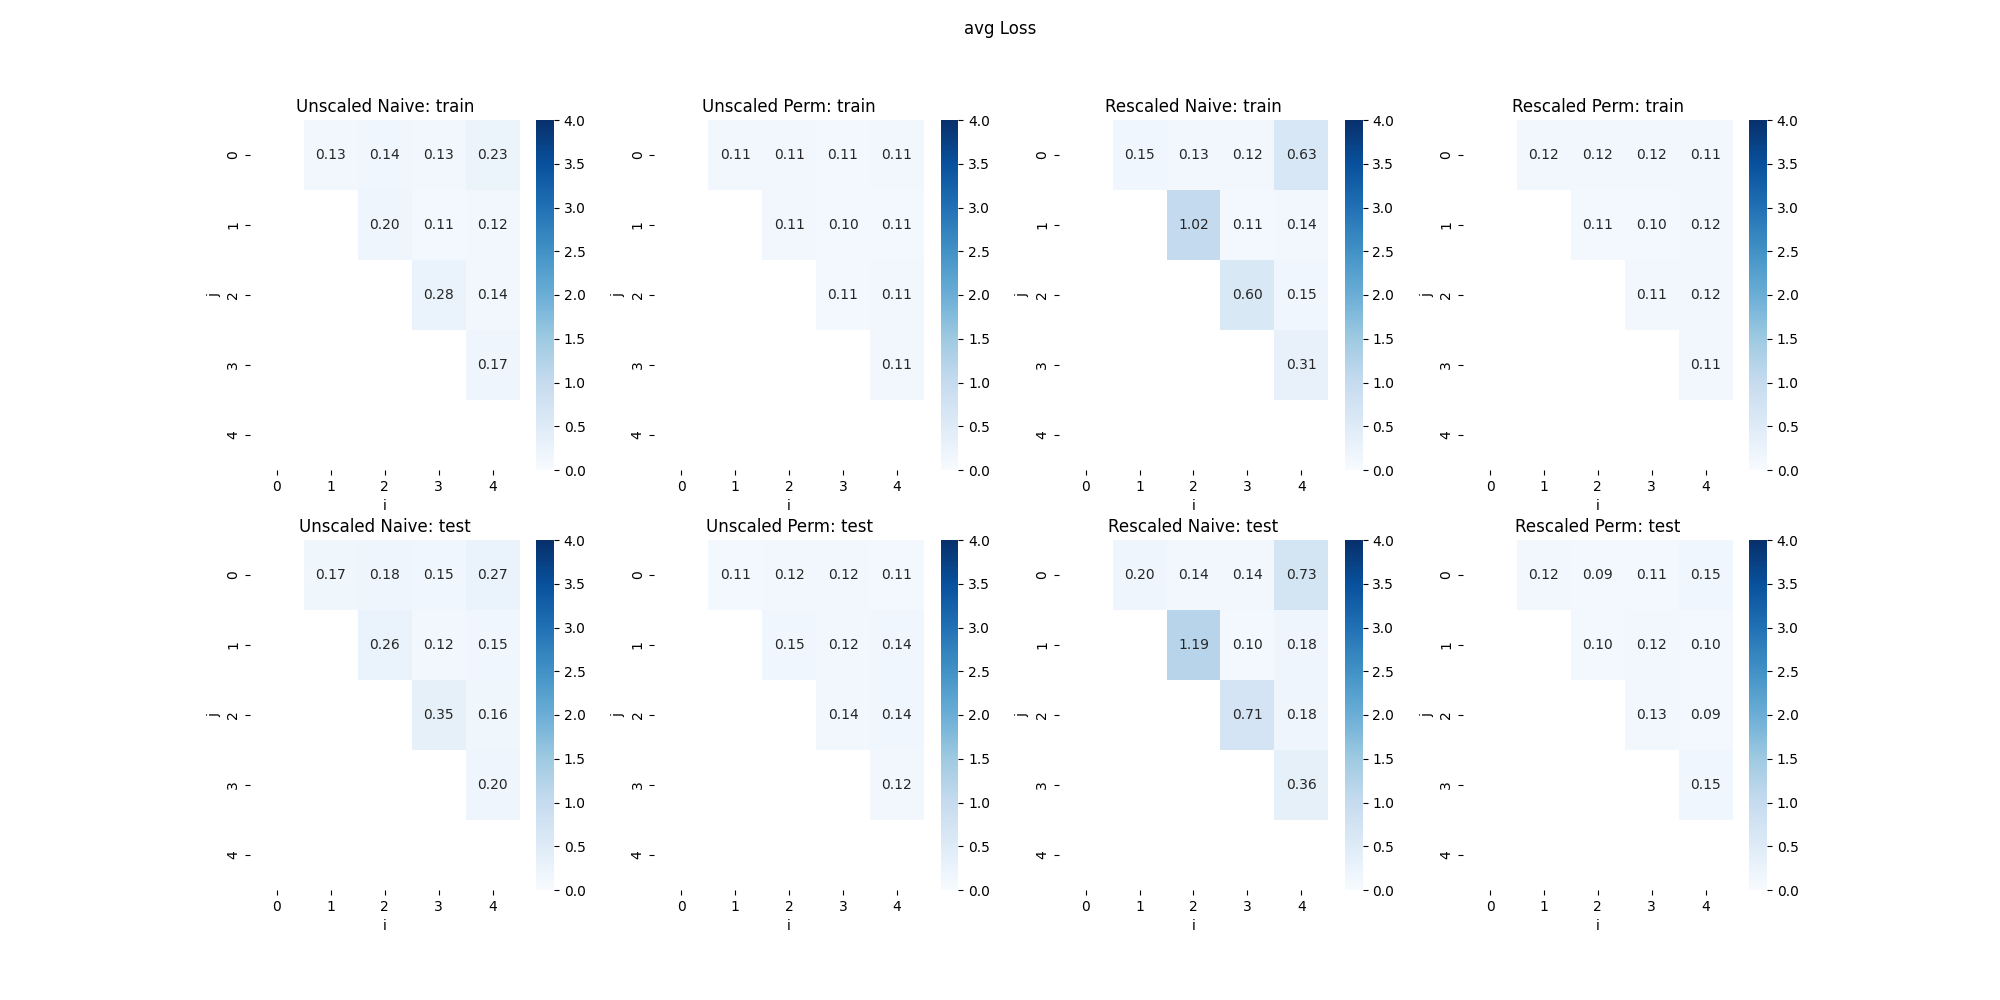 avg Loss
Unscaled Naive: train
0.13 0.14 0.13 0.23
0.20 0.11 0.12
0.28 0.14
0.17
0 1 2 3 4
j
0 1 2 3 4
i
4.0 3.5 3.0 2.5 2.0 1.5 1.0 0.5 0.0
Unscaled Perm: train
0.11 0.11 0.11 0.11
0.11 0.10 0.11
0.11 0.11
0.11
0 1 2 3 4
j
0 1 2 3 4
i
4.0 3.5 3.0 2.5 2.0 1.5 1.0 0.5 0.0
Rescaled Naive: train
0.15 0.13 0.12 0.63
1.02 0.11 0.14
0.60 0.15
0.31
0 1 2 3 4
j
0 1 2 3 4
i
4.0 3.5 3.0 2.5 2.0 1.5 1.0 0.5 0.0
Rescaled Perm: train
0.12 0.12 0.12 0.11
0.11 0.10 0.12
0.11 0.12
0.11
0 1 2 3 4
j
0 1 2 3 4
i
4.0 3.5 3.0 2.5 2.0 1.5 1.0 0.5 0.0
Unscaled Naive: test
0.17 0.18 0.15 0.27
0.26 0.12 0.15
0.35 0.16
0.20
0 1 2 3 4
j
0 1 2 3 4
i
4.0 3.5 3.0 2.5 2.0 1.5 1.0 0.5 0.0
Unscaled Perm: test
0.11 0.12 0.12 0.11
0.15 0.12 0.14
0.14 0.14
0.12
0 1 2 3 4
j
0 1 2 3 4
i
4.0 3.5 3.0 2.5 2.0 1.5 1.0 0.5 0.0
Rescaled Naive: test
0.20 0.14 0.14 0.73
1.19 0.10 0.18
0.71 0.18
0.36
0 1 2 3 4
j
0 1 2 3 4
i
4.0 3.5 3.0 2.5 2.0 1.5 1.0 0.5 0.0
Rescaled Perm: test
0.12 0.09 0.11 0.15
0.10 0.12 0.10
0.13 0.09
0.15
0 1 2 3 4
j
0 1 2 3 4
i
4.0 3.5 3.0 2.5 2.0 1.5 1.0 0.5 0.0